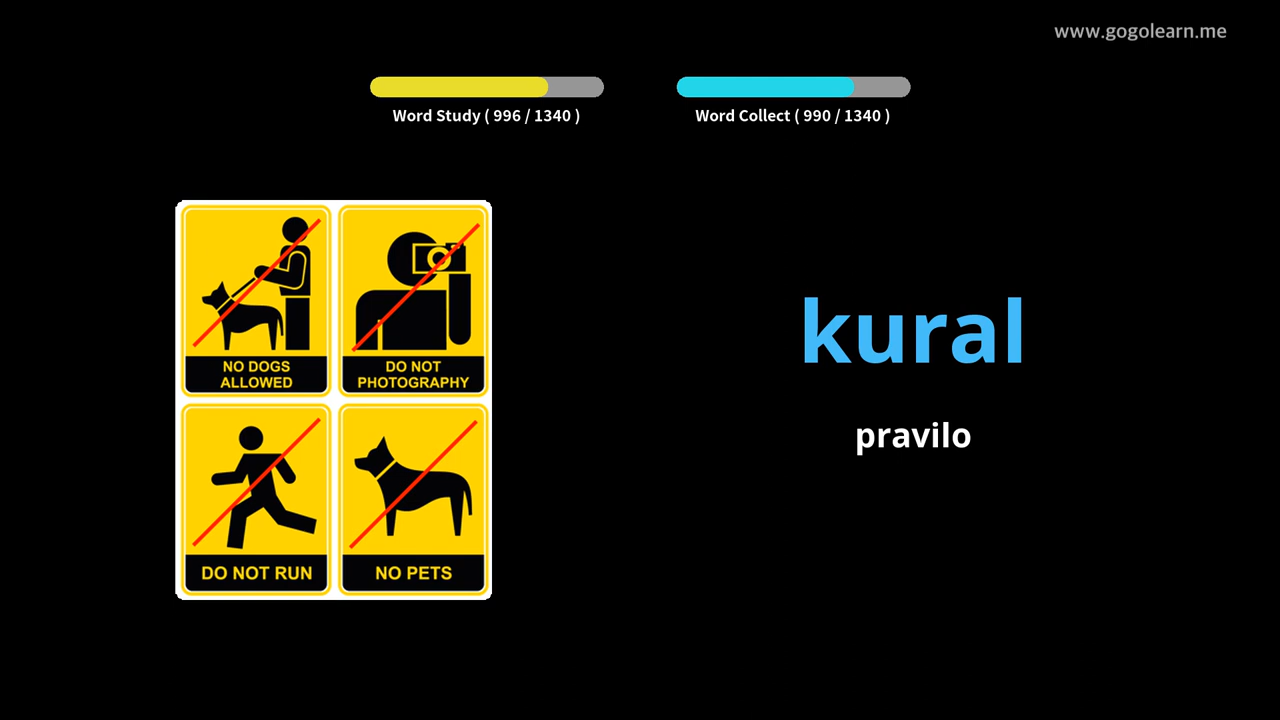 www.gogolearn.me
Word Study ( 996 / 1340 )
Word Collect ( 990 / 1340 )
NO DOGS
ALLOWED
DO NOT
PHOTOGRAPHY
DO NOT RUN
NO PETS
kural
pravilo